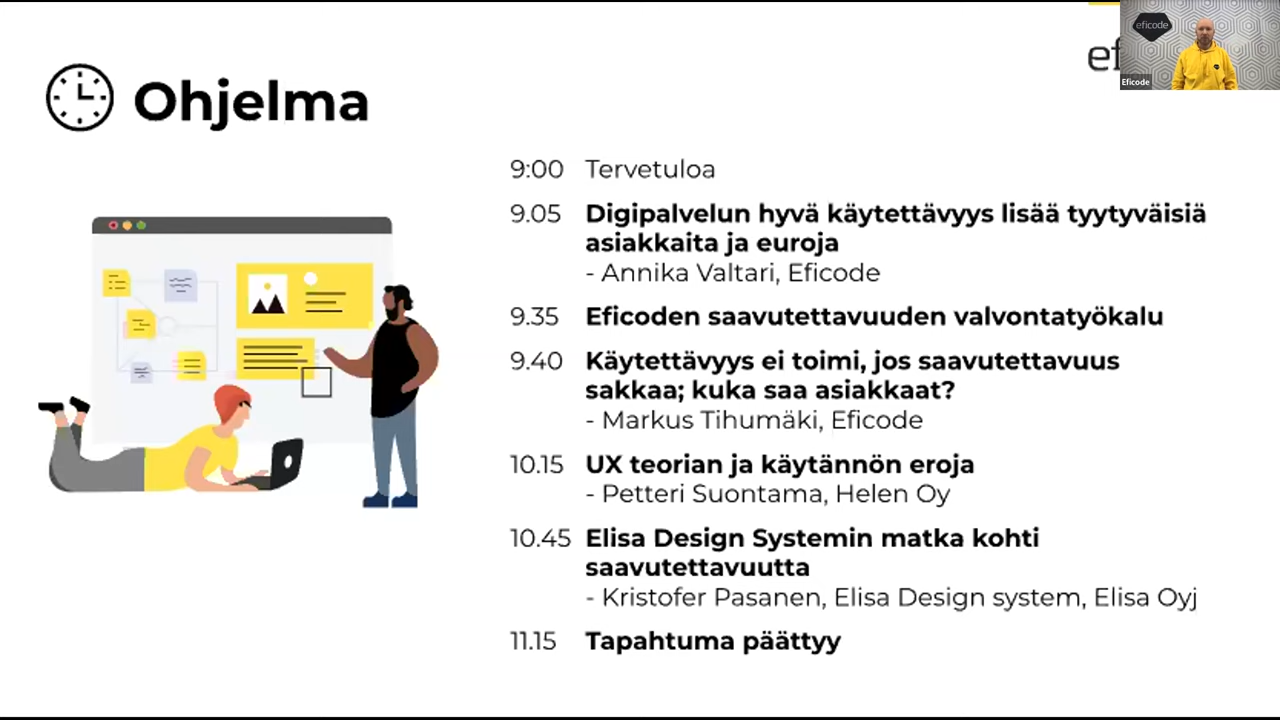 eficode
Eficode
ef
Ohjelma
9:00 Tervetuloa
9.05 Digipalvelun hyvä käytettävyys lisää tyytyväisiä
asiakkaita ja euroja
- Annika Valtari, Eficode
9.35 Eficoden saavutettavuuden valvontatyökalu
9.40 Käytettävyys ei toimi, jos saavutettavuus
sakkaa; kuka saa asiakkaat?
- Markus Tihumäki, Eficode
10.15 UX teorian ja käytännön eroja
- Petteri Suontama, Helen Oy
10.45 Elisa Design Systemin matka kohti
saavutettavuutta
- Kristofer Pasanen, Elisa Design system, Elisa Oyj
11.15 Tapahtuma päättyy